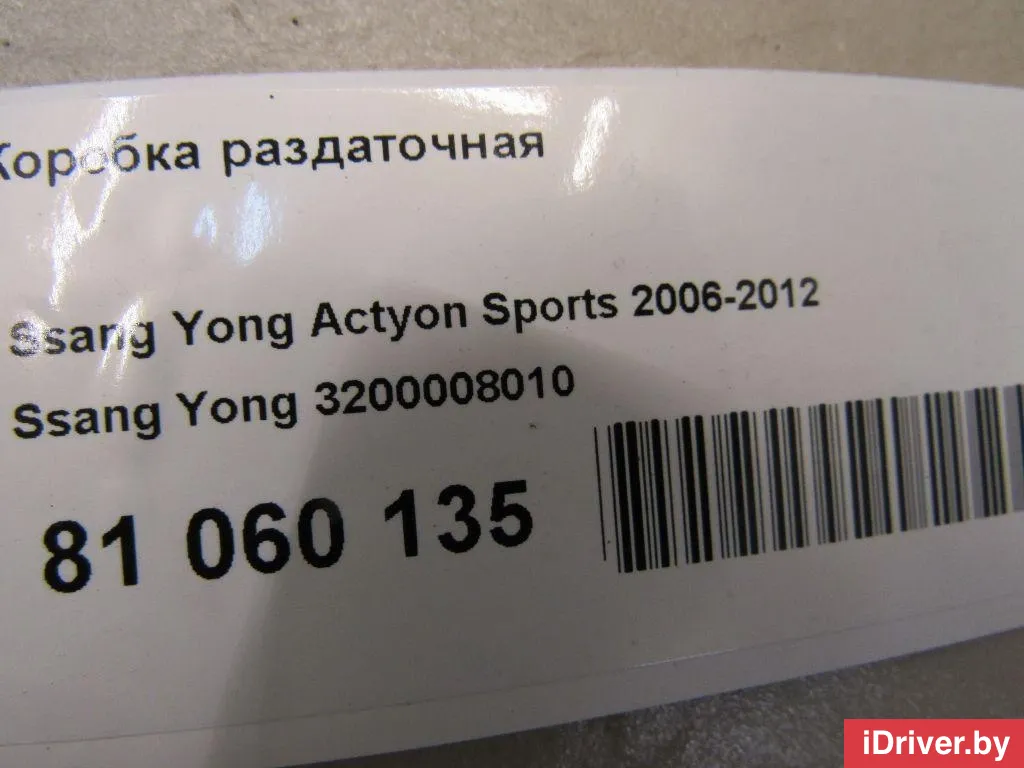 Коробка раздаточная
Ssang Yong Actyon Sports 2006-2012
Ssang Yong 3200008010
81 060 135
iDriver.by